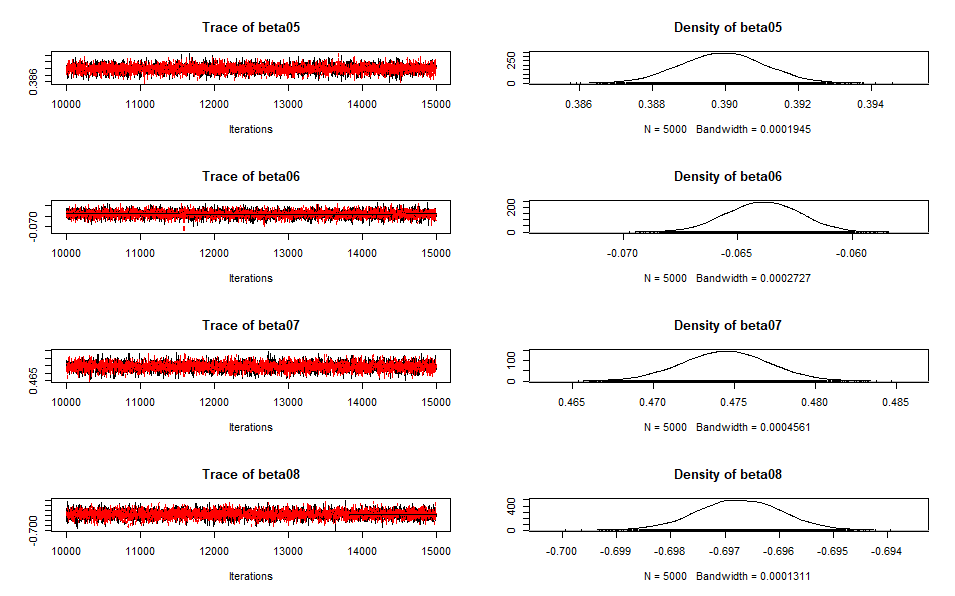 Trace of beta05
0.386
10000 11000 12000 13000 14000 15000
Iterations
Density of beta05
0 250
0.386 0.388 0.390 0.392 0.394
N = 5000 Bandwidth = 0.0001945
Trace of beta06
-0.070
10000 11000 12000 13000 14000 15000
Iterations
Density of beta06
0 200
-0.070 -0.065 -0.060
N = 5000 Bandwidth = 0.0002727
Trace of beta07
0.465
10000 11000 12000 13000 14000 15000
Iterations
Density of beta07
0 100
0.465 0.470 0.475 0.480 0.485
N = 5000 Bandwidth = 0.0004561
Trace of beta08
-0.700
10000 11000 12000 13000 14000 15000
Iterations
Density of beta08
0 400
-0.700 -0.699 -0.698 -0.697 -0.696 -0.695 -0.694
N = 5000 Bandwidth = 0.0001311